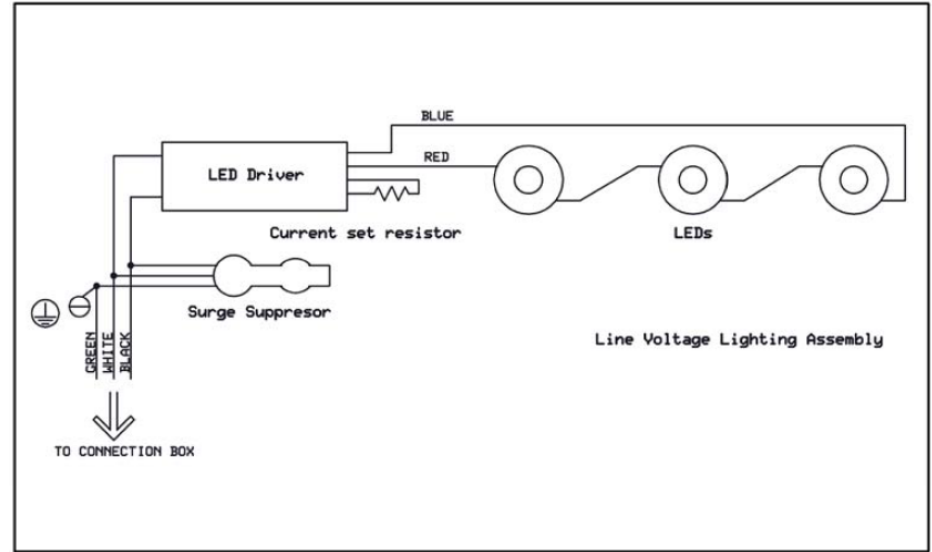 BLUE
RED
LED Driver
Current set resistor
LEDs
Surge Suppresor
GREEN
WHITE
BLACK
Line Voltage Lighting Assembly
TO CONNECTION BOX